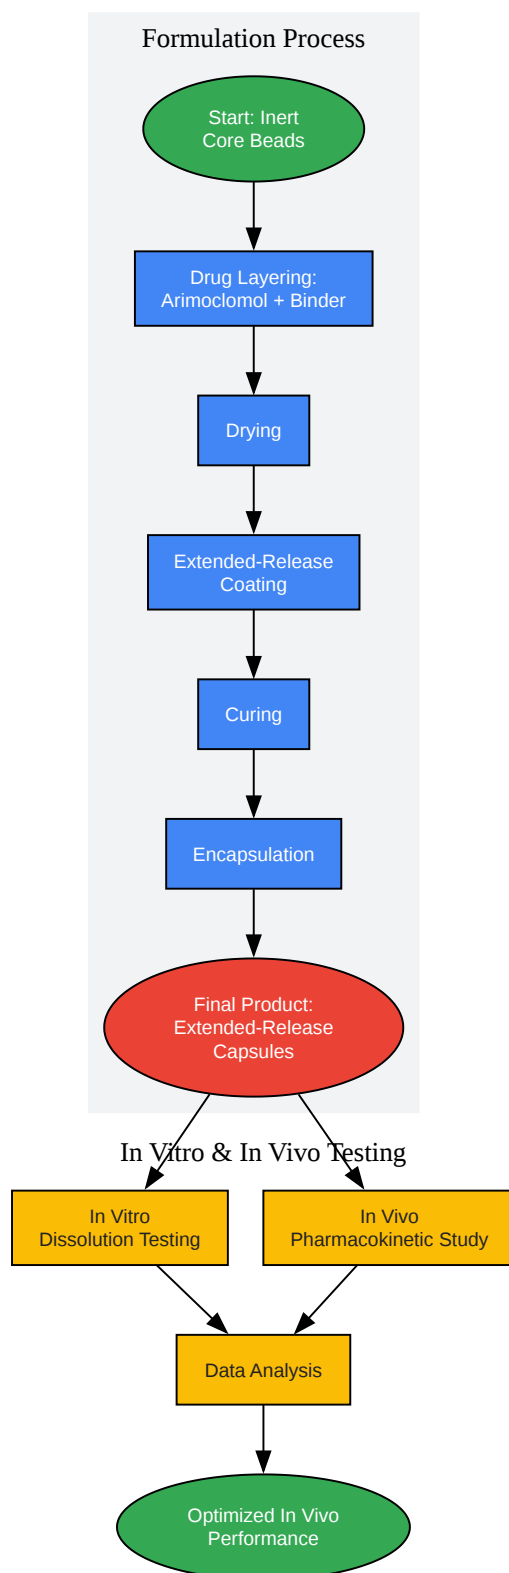 Formulation Process
Start: Inert
Core Beads
Drug Layering:
Arimoclomol + Binder
Drying
Extended-Release
Coating
Curing
Encapsulation
Final Product:
Extended-Release
Capsules
In Vitro & In Vivo Testing
In Vitro
Dissolution Testing
In Vivo
Pharmacokinetic Study
Data Analysis
Optimized In Vivo
Performance